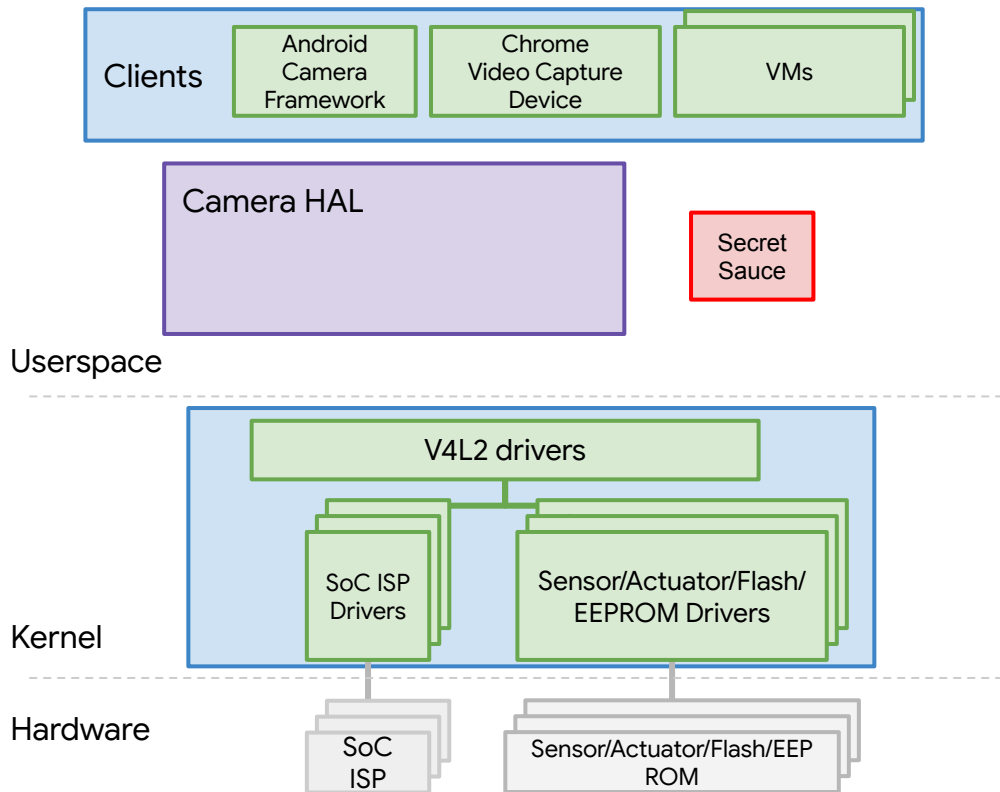 Clients
Android
Camera
Framework
Chrome
Video Capture
Device
VMs
Camera HAL
Secret
Sauce
Userspace
V4L2 drivers
SoC ISP
Drivers
Sensor/Actuator/Flash/
EEPROM Drivers
Kernel
Hardware
SoC
ISP
Sensor/Actuator/Flash/EEP
ROM